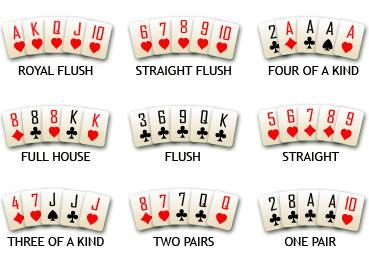 A K Q J 10
6 7 8 9 10
2 A A A A
ROYAL FLUSH
STRAIGHT FLUSH
FOUR OF A KIND
8 8 8 K K
3 6 9 Q K
5 6 7 8 9
FULL HOUSE
FLUSH
STRAIGHT
4 7 J J J
8 7 7 Q Q
2 8 A A 10
THREE OF A KIND
TWO PAIRS
ONE PAIR